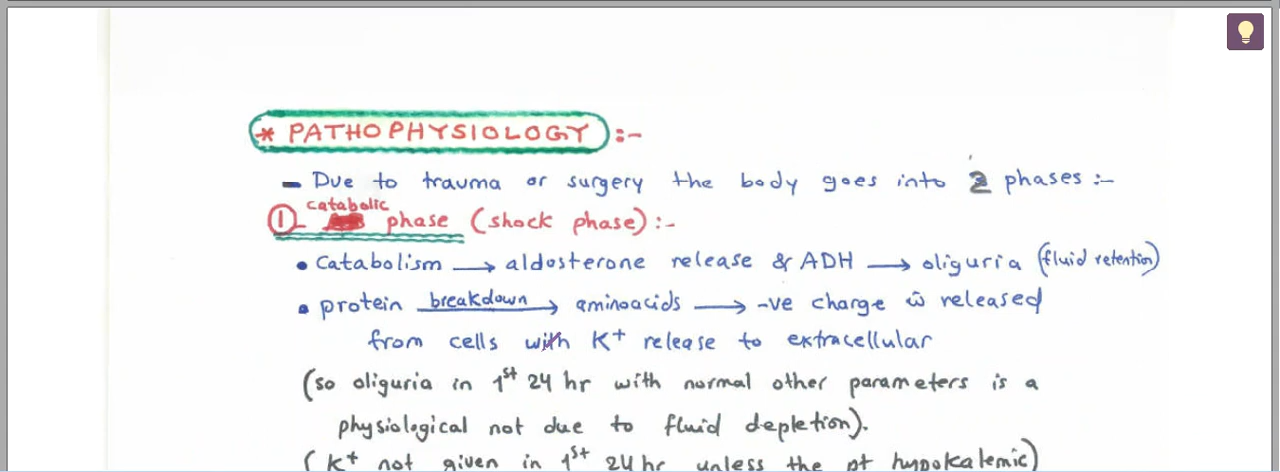 * PATHOPHYSIOLOGY :-
- Due to trauma or surgery the body goes into 2 phases :-
① catabolic phase (shock phase) :-
• Catabolism → aldosterone release & ADH → oliguria (fluid retention)
• protein breakdown → aminoacids → -ve charge ω̄ released
from cells with K+ release to extracellular
(so oliguria in 1st 24 hr with normal other parameters is a
physiological not due to fluid depletion).
(K+ not given in 1st 24 hr unless the pt hypokalemic)